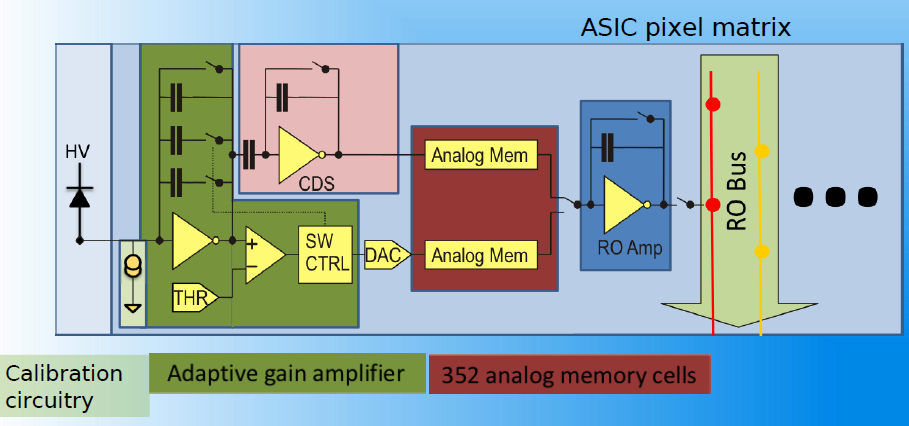 ASIC pixel matrix
HV
CDS
Analog Mem
RO Bus
RO Amp
+
−
SW
CTRL
DAC
Analog Mem
THR
Calibration
circuitry
Adaptive gain amplifier
352 analog memory cells